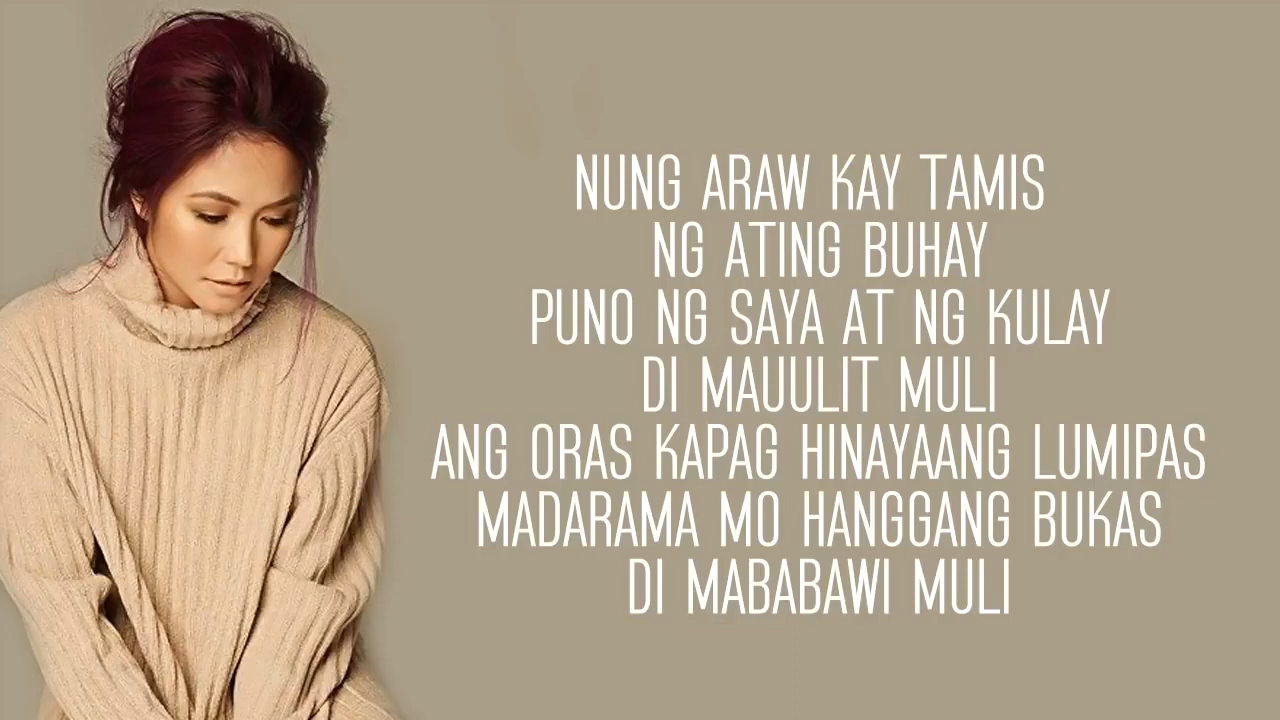 NUNG ARAW KAY TAMIS
NG ATING BUHAY
PUNO NG SAYA AT NG KULAY
DI MAUULIT MULI
ANG ORAS KAPAG HINAYAANG LUMIPAS
MADARAMA MO HANGGANG BUKAS
DI MABABAWI MULI